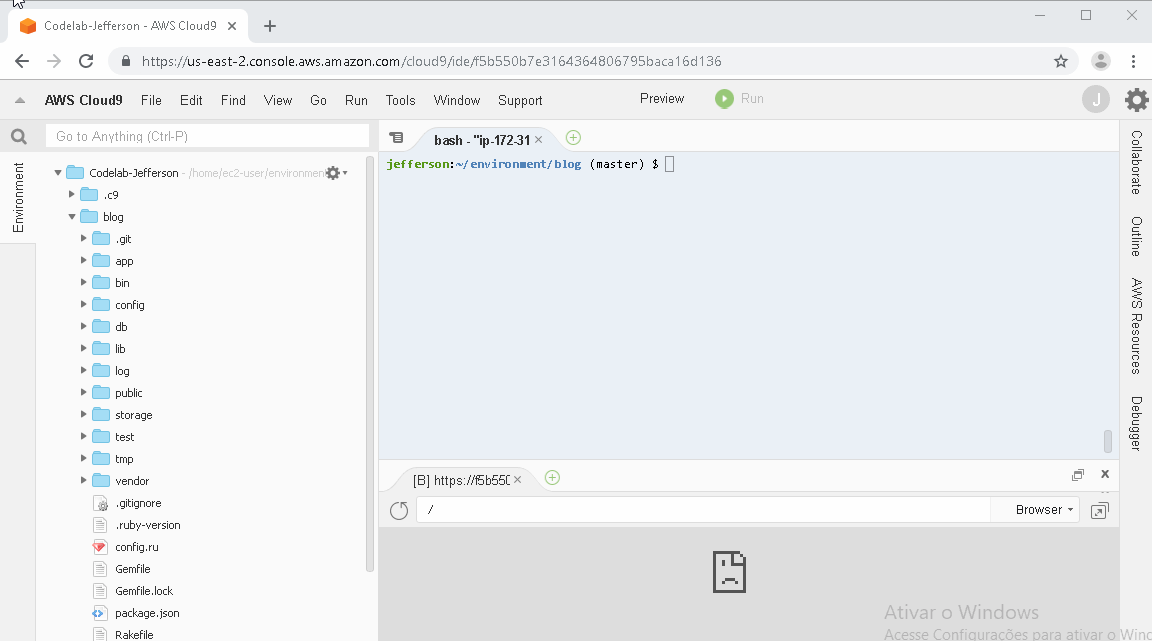 Codelab-Jefferson - AWS Cloud9
https://us-east-2.console.aws.amazon.com/cloud9/ide/f5b550b7e3164364806795baca16d136
AWS Cloud9 File Edit Find View Go Run Tools Window Support Preview Run J
Go to Anything (Ctrl-P)
bash - "ip-172-31
jefferson:~/environment/blog (master) $
Environment
Codelab-Jefferson - /home/ec2-user/environmen
.c9
blog
.git
app
bin
config
db
lib
log
public
storage
test
tmp
vendor
.gitignore
.ruby-version
config.ru
Gemfile
Gemfile.lock
package.json
Rakefile
[B] https://f5b550
/
Browser
Collaborate
Outline
AWS Resources
Debugger
Ativar o Windows
Acesse Configurações para ativar o Winc